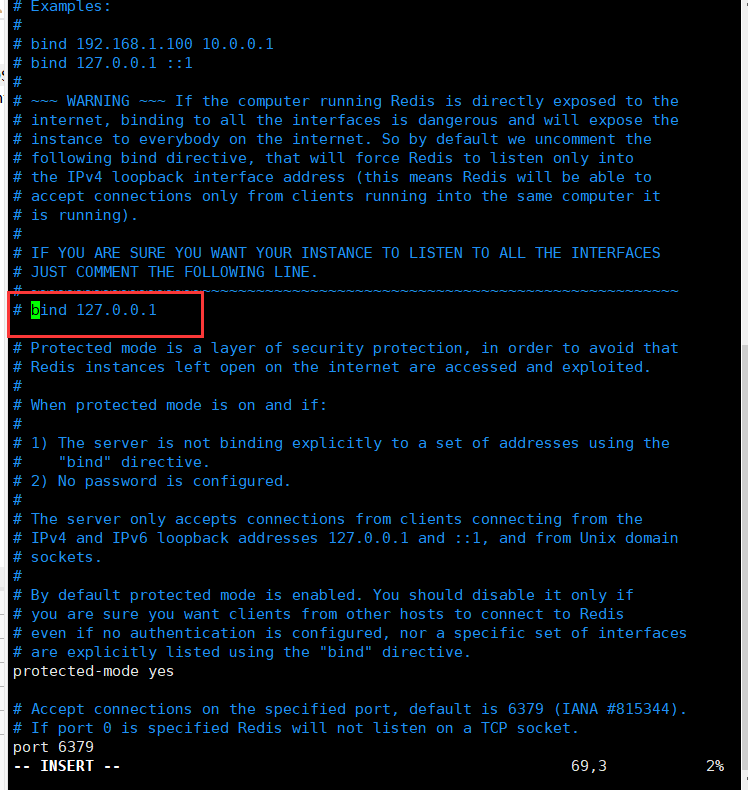 # Examples:
#
# bind 192.168.1.100 10.0.0.1
# bind 127.0.0.1 ::1
#
# ~~~ WARNING ~~~ If the computer running Redis is directly exposed to the
# internet, binding to all the interfaces is dangerous and will expose the
# instance to everybody on the internet. So by default we uncomment the
# following bind directive, that will force Redis to listen only into
# the IPv4 loopback interface address (this means Redis will be able to
# accept connections only from clients running into the same computer it
# is running).
#
# IF YOU ARE SURE YOU WANT YOUR INSTANCE TO LISTEN TO ALL THE INTERFACES
# JUST COMMENT THE FOLLOWING LINE.
# ~~~~~~~~~~~~~~~~~~~~~~~~~~~~~~~~~~~~~~~~~~~~~~~~~~~~~~~~~~~~~~~~~~~~~~~~
# bind 127.0.0.1
# Protected mode is a layer of security protection, in order to avoid that
# Redis instances left open on the internet are accessed and exploited.
#
# When protected mode is on and if:
#
# 1) The server is not binding explicitly to a set of addresses using the
#    "bind" directive.
# 2) No password is configured.
#
# The server only accepts connections from clients connecting from the
# IPv4 and IPv6 loopback addresses 127.0.0.1 and ::1, and from Unix domain
# sockets.
#
# By default protected mode is enabled. You should disable it only if
# you are sure you want clients from other hosts to connect to Redis
# even if no authentication is configured, nor a specific set of interfaces
# are explicitly listed using the "bind" directive.
protected-mode yes
# Accept connections on the specified port, default is 6379 (IANA #815344).
# If port 0 is specified Redis will not listen on a TCP socket.
port 6379
-- INSERT -- 69,3 2%